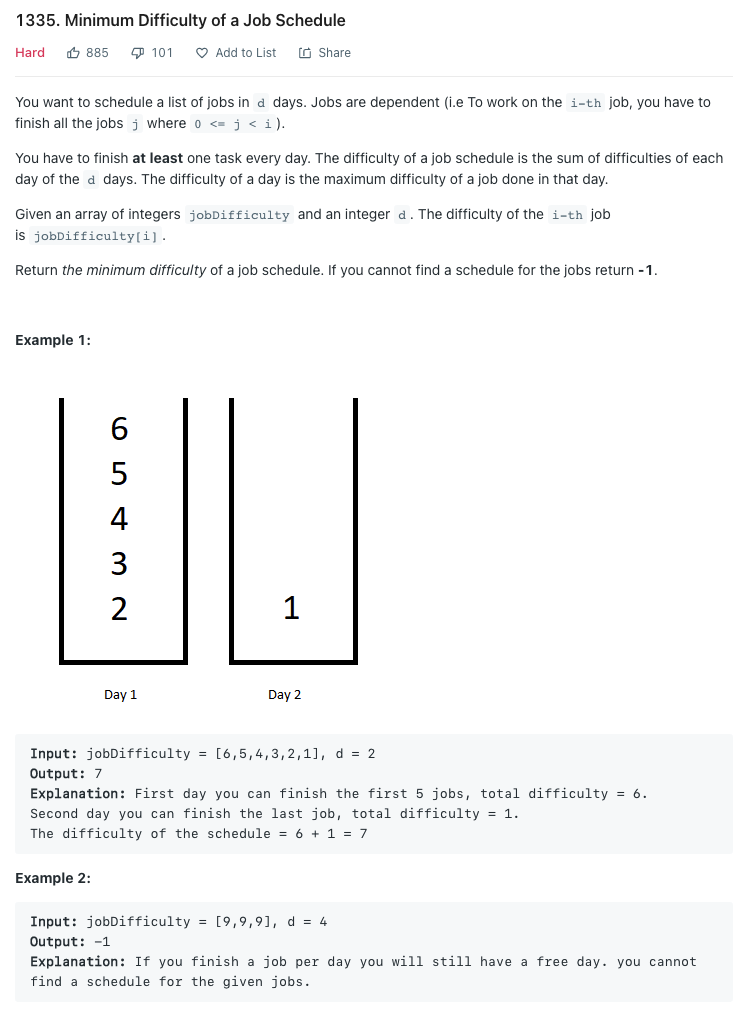 1335. Minimum Difficulty of a Job Schedule
Hard 885 101 Add to List Share
You want to schedule a list of jobs in d days. Jobs are dependent (i.e To work on the i-th job, you have to
finish all the jobs j where 0 <= j < i).
You have to finish at least one task every day. The difficulty of a job schedule is the sum of difficulties of each
day of the d days. The difficulty of a day is the maximum difficulty of a job done in that day.
Given an array of integers jobDifficulty and an integer d. The difficulty of the i-th job
is jobDifficulty[i].
Return the minimum difficulty of a job schedule. If you cannot find a schedule for the jobs return -1.
Example 1:
6
5
4
3
2
1
Day 1
Day 2
Input: jobDifficulty = [6,5,4,3,2,1], d = 2
Output: 7
Explanation: First day you can finish the first 5 jobs, total difficulty = 6.
Second day you can finish the last job, total difficulty = 1.
The difficulty of the schedule = 6 + 1 = 7
Example 2:
Input: jobDifficulty = [9,9,9], d = 4
Output: -1
Explanation: If you finish a job per day you will still have a free day. you cannot
find a schedule for the given jobs.